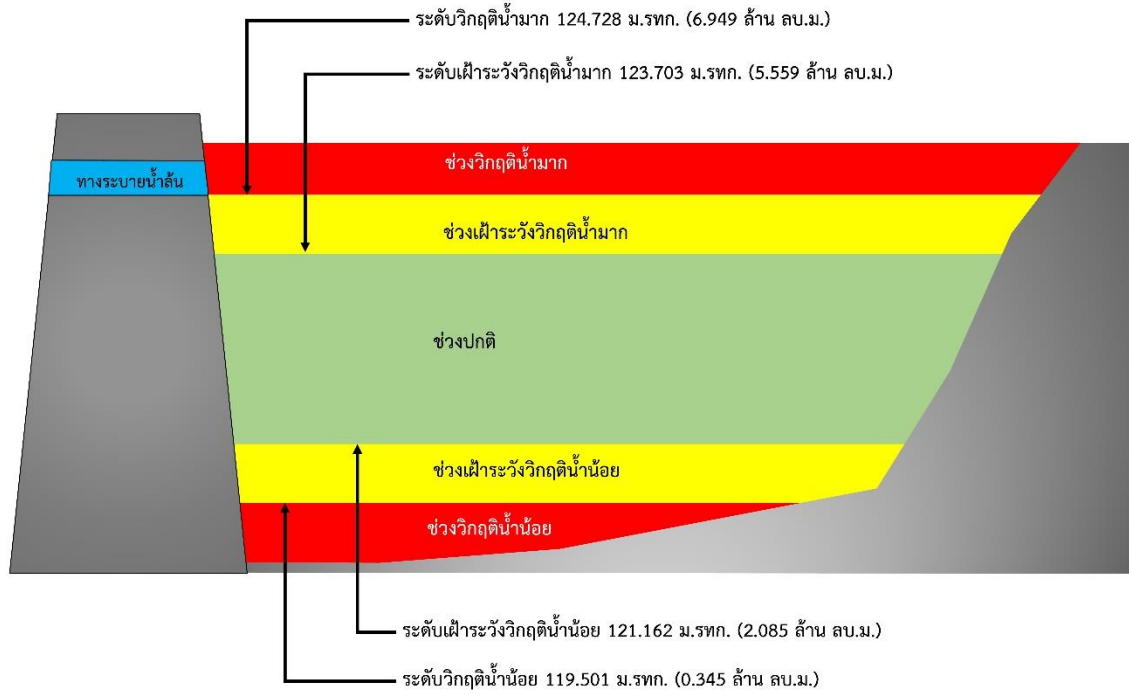 ระดับวิกฤติน้ำมาก 124.728 ม.รทก. (6.949 ล้าน ลบ.ม.)
ระดับเฝ้าระวังวิกฤติน้ำมาก 123.703 ม.รทก. (5.559 ล้าน ลบ.ม.)
ช่วงวิกฤติน้ำมาก
ทางระบายน้ำล้น
ช่วงเฝ้าระวังวิกฤติน้ำมาก
ช่วงปกติ
ช่วงเฝ้าระวังวิกฤติน้ำน้อย
ช่วงวิกฤติน้ำน้อย
ระดับเฝ้าระวังวิกฤติน้ำน้อย 121.162 ม.รทก. (2.085 ล้าน ลบ.ม.)
ระดับวิกฤติน้ำน้อย 119.501 ม.รทก. (0.345 ล้าน ลบ.ม.)